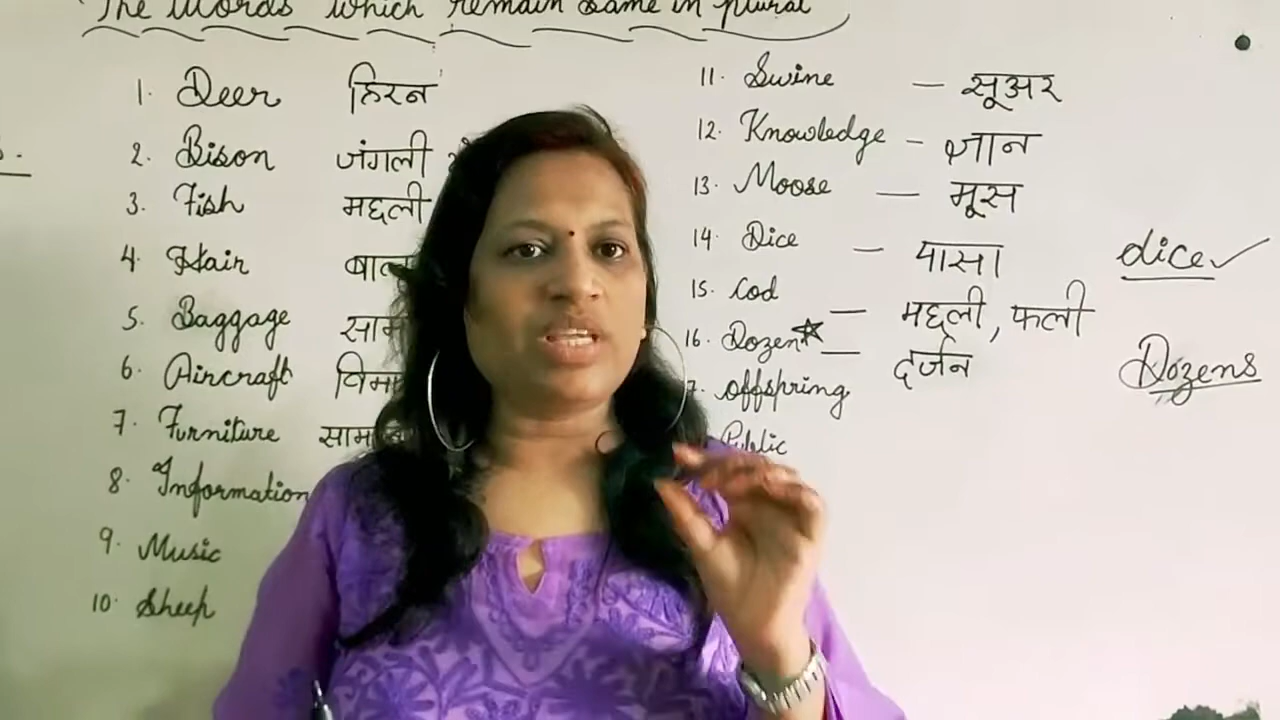 The Words which remain same in plural
1. Deer हिरन
2. Bison जंगली
3. Fish मछली
4. Hair बाल
5. Baggage साम
6. Aircraft विमा
7. Furniture साम
8. Information
9. Music
10. Sheep
11. Swine – सूअर
12. Knowledge – ज्ञान
13. Moose – मूस
14. Dice – पासा
15. Cod – मछली, फली
16. Dozen – दर्जन
7. offspring
Public
dice
Dozens